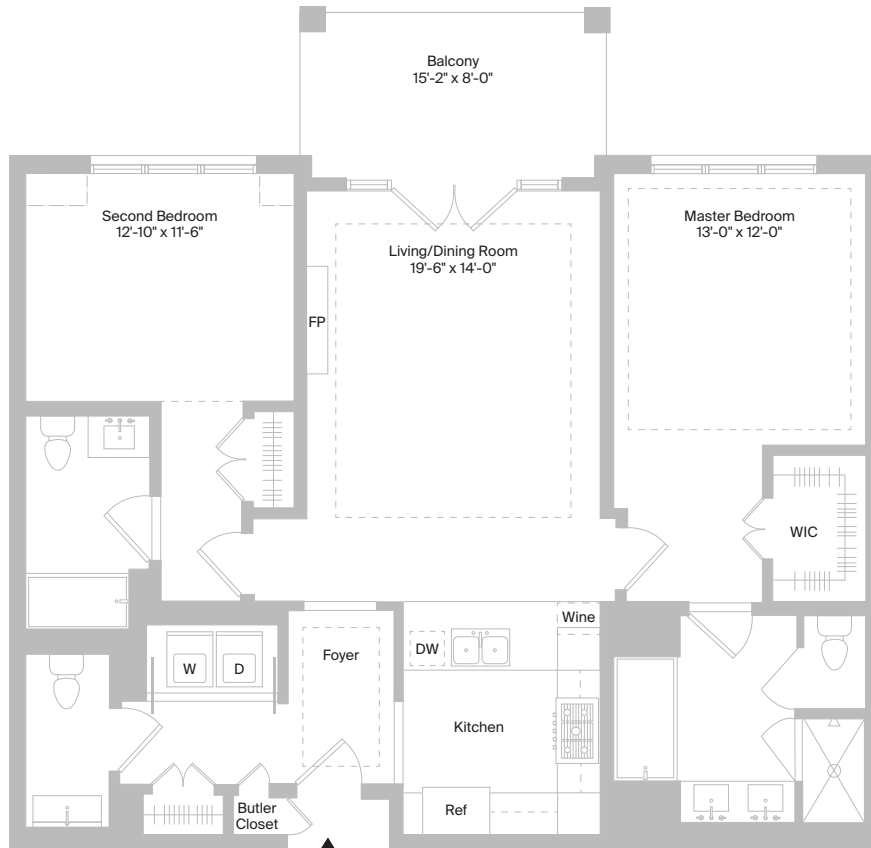 Balcony
15'-2" x 8'-0"
Second Bedroom
12'-10" x 11'-6"
Master Bedroom
13'-0" x 12'-0"
Living/Dining Room
19'-6" x 14'-0"
FP
WIC
Wine
DW
Foyer
W
D
Kitchen
Ref
Butler
Closet